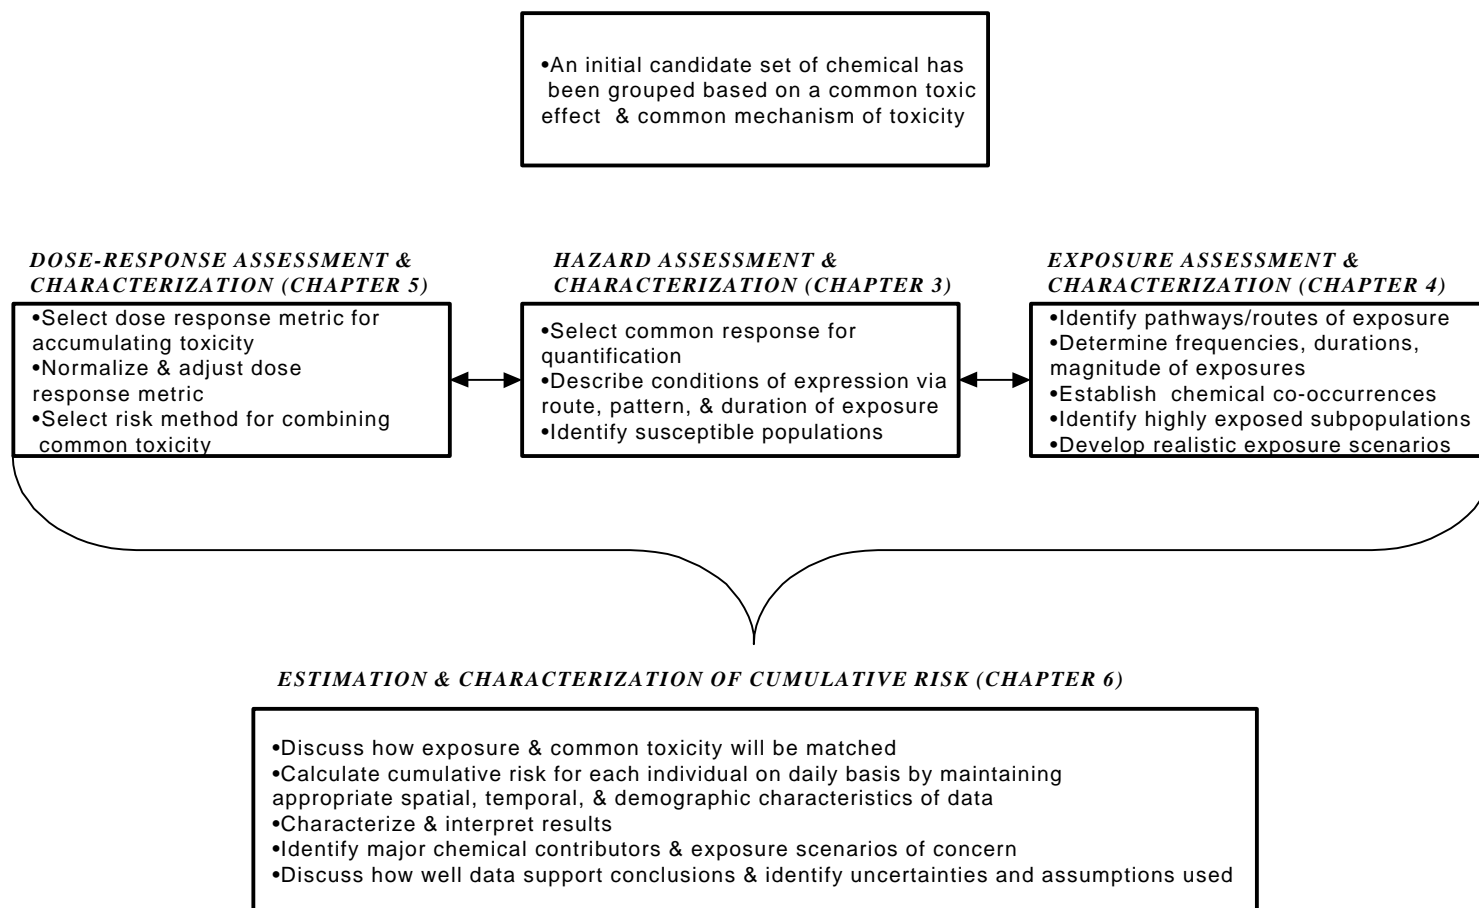 •An initial candidate set of chemical has
been grouped based on a common toxic
effect & common mechanism of toxicity
DOSE-RESPONSE ASSESSMENT &
CHARACTERIZATION (CHAPTER 5)
•Select dose response metric for
accumulating toxicity
•Normalize & adjust dose
response metric
•Select risk method for combining
common toxicity
HAZARD ASSESSMENT &
CHARACTERIZATION (CHAPTER 3)
•Select common response for
quantification
•Describe conditions of expression via
route, pattern, & duration of exposure
•Identify susceptible populations
EXPOSURE ASSESSMENT &
CHARACTERIZATION (CHAPTER 4)
•Identify pathways/routes of exposure
•Determine frequencies, durations,
magnitude of exposures
•Establish chemical co-occurrences
•Identify highly exposed subpopulations
•Develop realistic exposure scenarios
ESTIMATION & CHARACTERIZATION OF CUMULATIVE RISK (CHAPTER 6)
•Discuss how exposure & common toxicity will be matched
•Calculate cumulative risk for each individual on daily basis by maintaining
appropriate spatial, temporal, & demographic characteristics of data
•Characterize & interpret results
•Identify major chemical contributors & exposure scenarios of concern
•Discuss how well data support conclusions & identify uncertainties and assumptions used